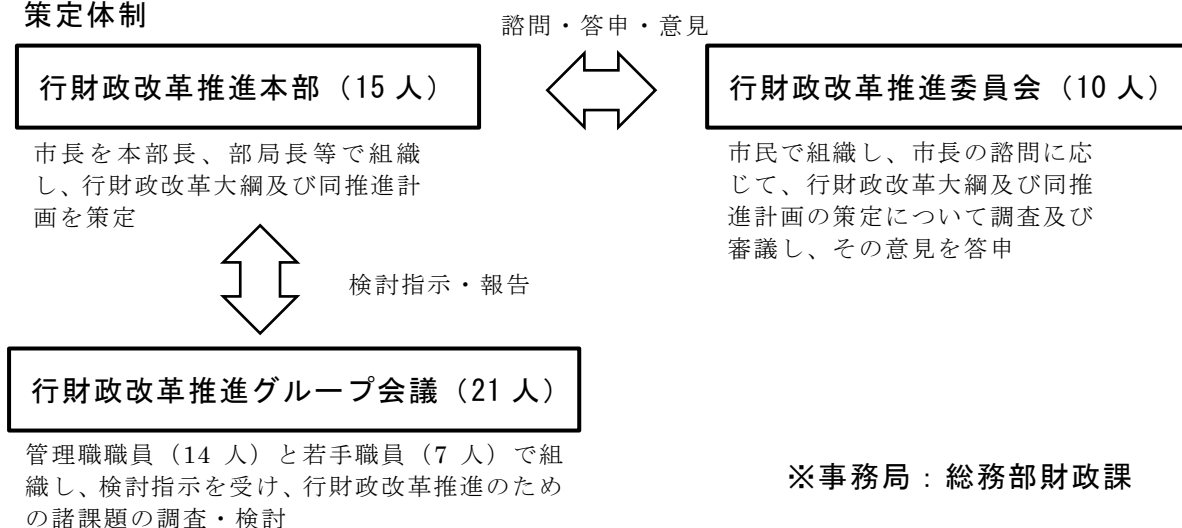 策定体制
諮問・答申・意見
行財政改革推進本部（15 人）
行財政改革推進委員会（10 人）
市長を本部長、部局長等で組織
し、行財政改革大綱及び同推進計
画を策定
市民で組織し、市長の諮問に応
じて、行財政改革大綱及び同推
進計画の策定について調査及び
審議し、その意見を答申
検討指示・報告
行財政改革推進グループ会議（21 人）
管理職職員（14 人）と若手職員（7 人）で組
織し、検討指示を受け、行財政改革推進のため
の諸課題の調査・検討
※事務局：総務部財政課